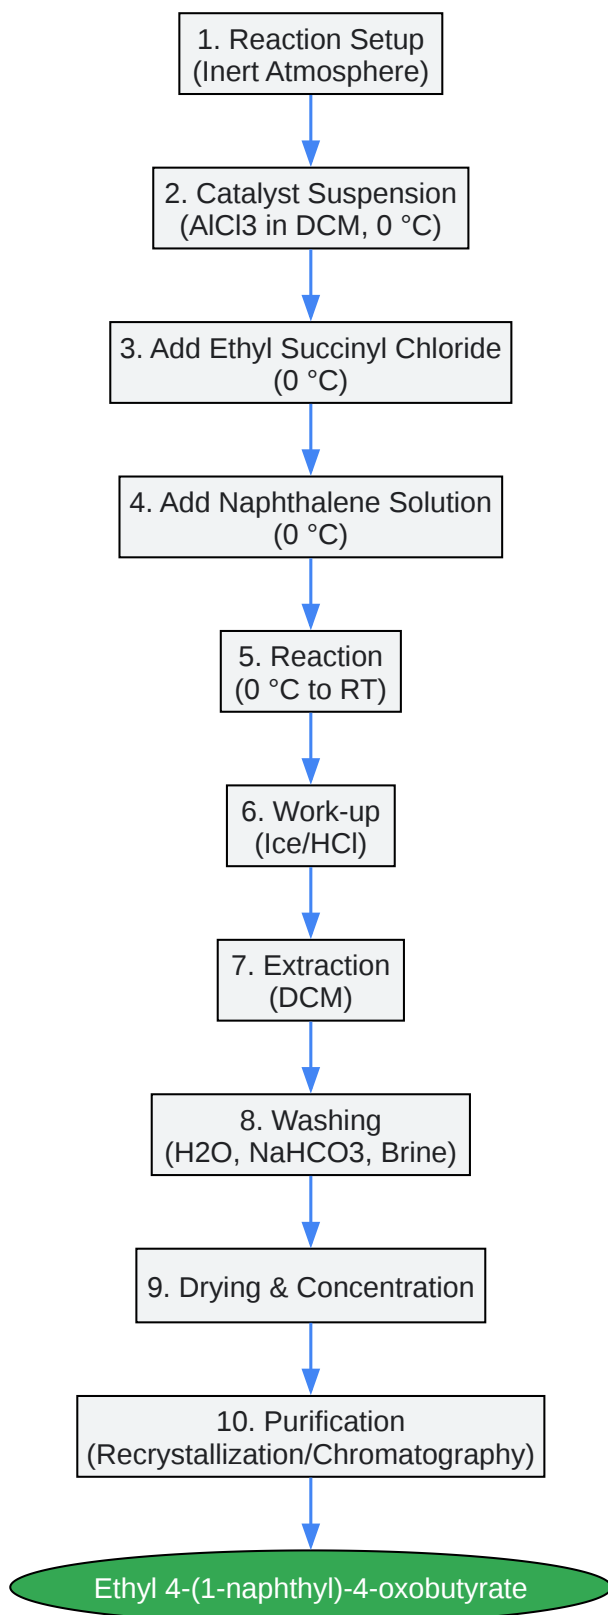 1. Reaction Setup
(Inert Atmosphere)
2. Catalyst Suspension
(AlCl3 in DCM, 0 °C)
3. Add Ethyl Succinyl Chloride
(0 °C)
4. Add Naphthalene Solution
(0 °C)
5. Reaction
(0 °C to RT)
6. Work-up
(Ice/HCl)
7. Extraction
(DCM)
8. Washing
(H2O, NaHCO3, Brine)
9. Drying & Concentration
10. Purification
(Recrystallization/Chromatography)
Ethyl 4-(1-naphthyl)-4-oxobutyrate